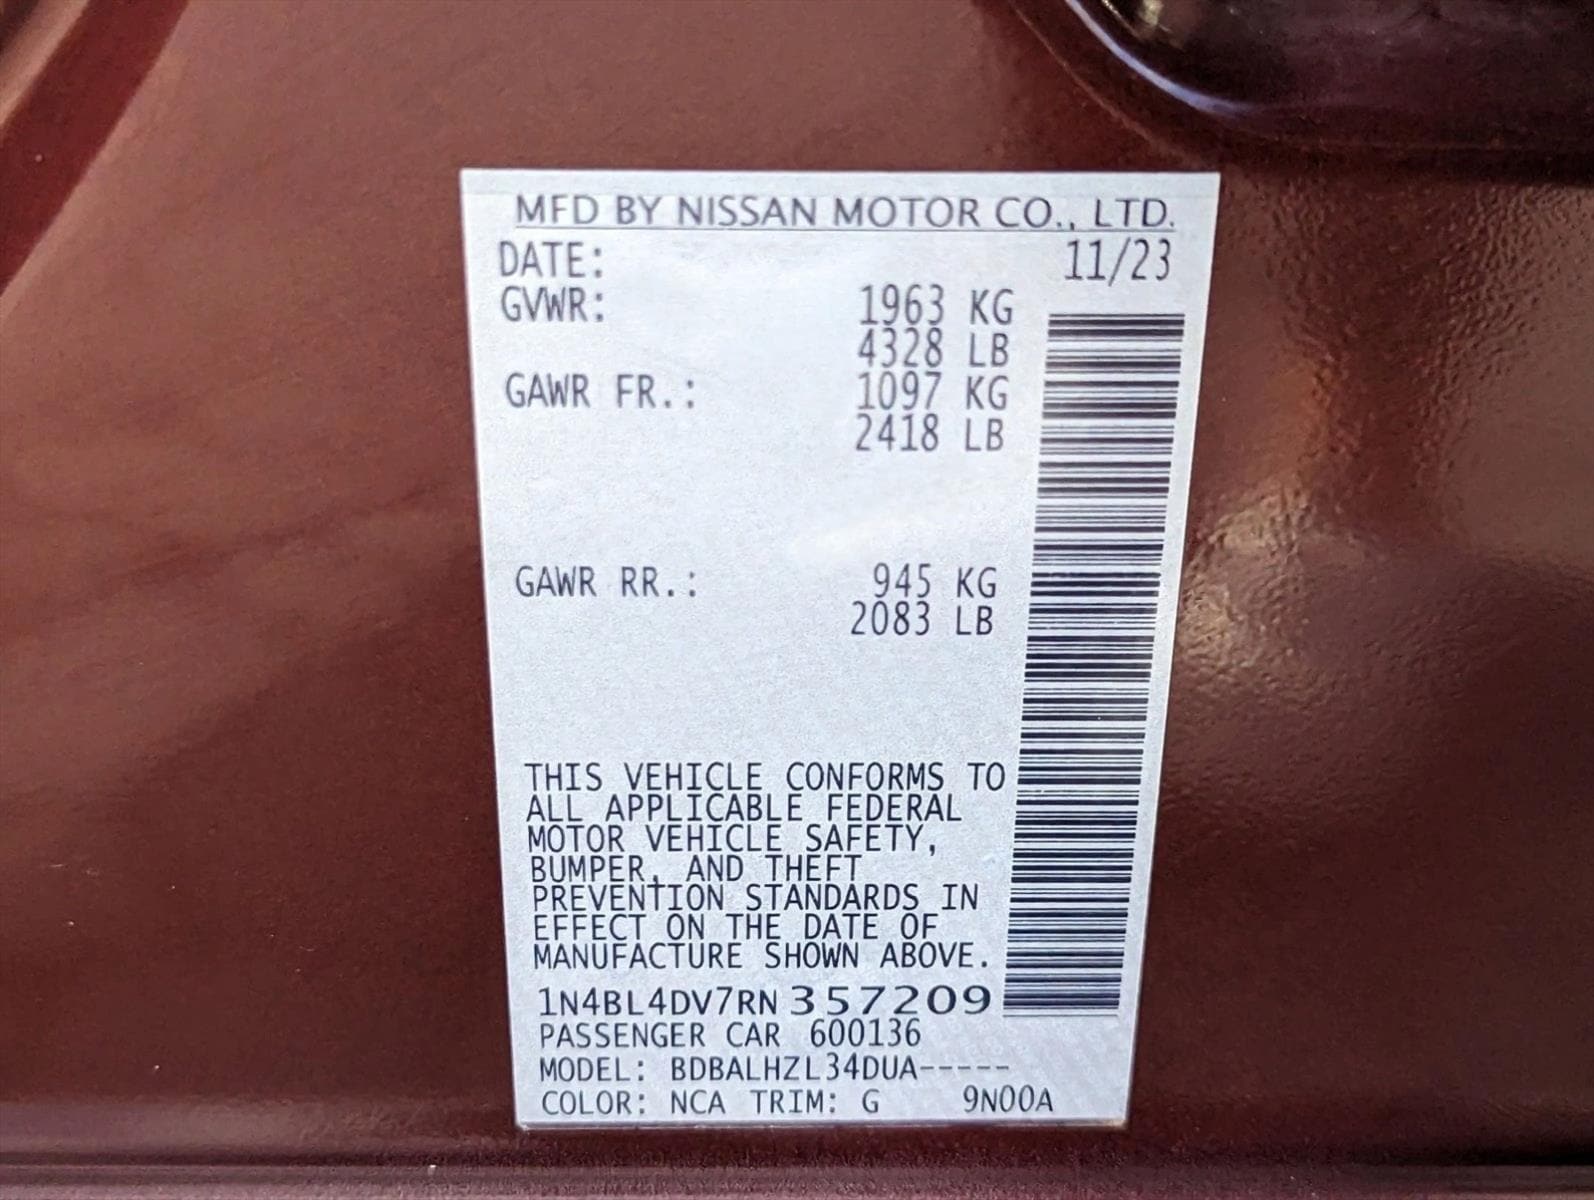 MFD BY NISSAN MOTOR CO., LTD.
DATE: 11/23
GVWR: 1963 KG
4328 LB
GAWR FR.: 1097 KG
2418 LB
GAWR RR.: 945 KG
2083 LB
THIS VEHICLE CONFORMS TO
ALL APPLICABLE FEDERAL
MOTOR VEHICLE SAFETY,
BUMPER, AND THEFT
PREVENTION STANDARDS IN
EFFECT ON THE DATE OF
MANUFACTURE SHOWN ABOVE.
1N4BL4DV7RN357209
PASSENGER CAR 600136
MODEL: BDBALHZL34DUA-----
COLOR: NCA TRIM: G 9N00A